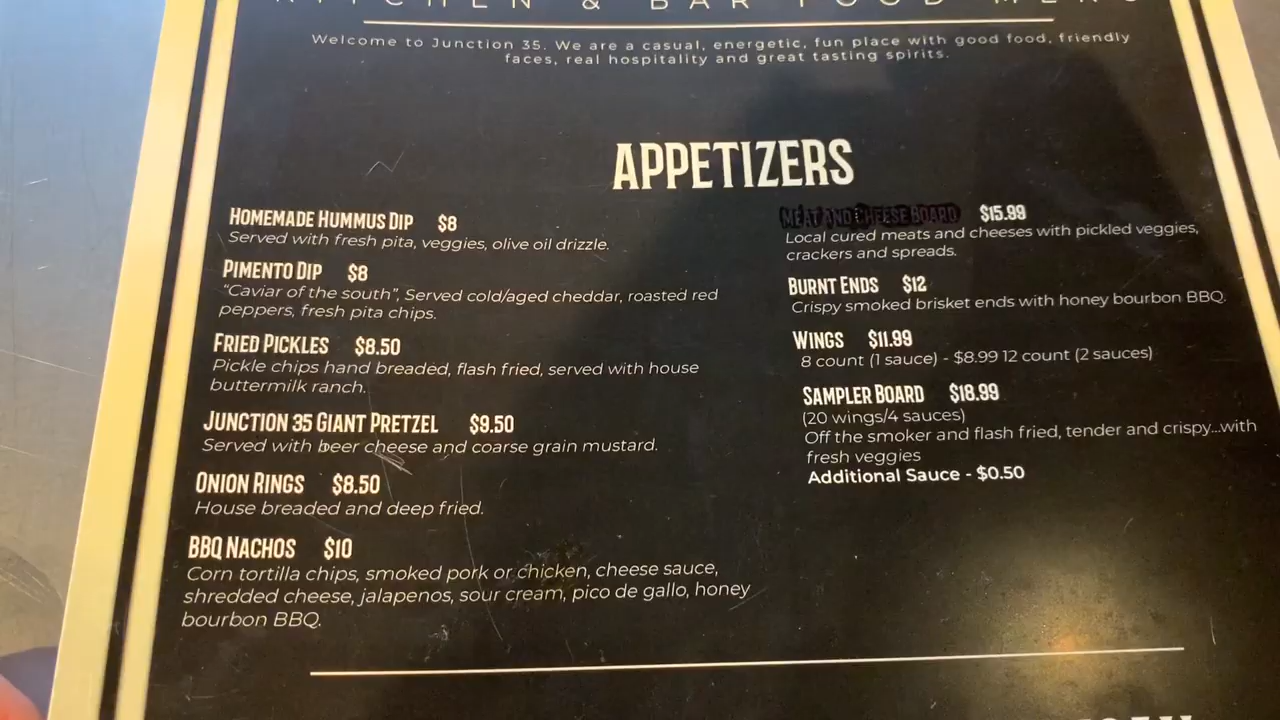 KITCHEN & BAR FOOD MENU
Welcome to Junction 35. We are a casual, energetic, fun place with good food, friendly
faces, real hospitality and great tasting spirits.
APPETIZERS
HOMEMADE HUMMUS DIP $8
Served with fresh pita, veggies, olive oil drizzle.
PIMENTO DIP $8
"Caviar of the south", Served cold/aged cheddar, roasted red
peppers, fresh pita chips.
FRIED PICKLES $8.50
Pickle chips hand breaded, flash fried, served with house
buttermilk ranch.
JUNCTION 35 GIANT PRETZEL $9.50
Served with beer cheese and coarse grain mustard.
ONION RINGS $8.50
House breaded and deep fried.
BBQ NACHOS $10
Corn tortilla chips, smoked pork or chicken, cheese sauce,
shredded cheese, jalapenos, sour cream, pico de gallo, honey
bourbon BBQ.
MEAT AND CHEESE BOARD $15.99
Local cured meats and cheeses with pickled veggies,
crackers and spreads.
BURNT ENDS $12
Crispy smoked brisket ends with honey bourbon BBQ.
WINGS $11.99
8 count (1 sauce) - $8.99 12 count (2 sauces)
SAMPLER BOARD $18.99
(20 wings/4 sauces)
Off the smoker and flash fried, tender and crispy...with
fresh veggies
Additional Sauce - $0.50